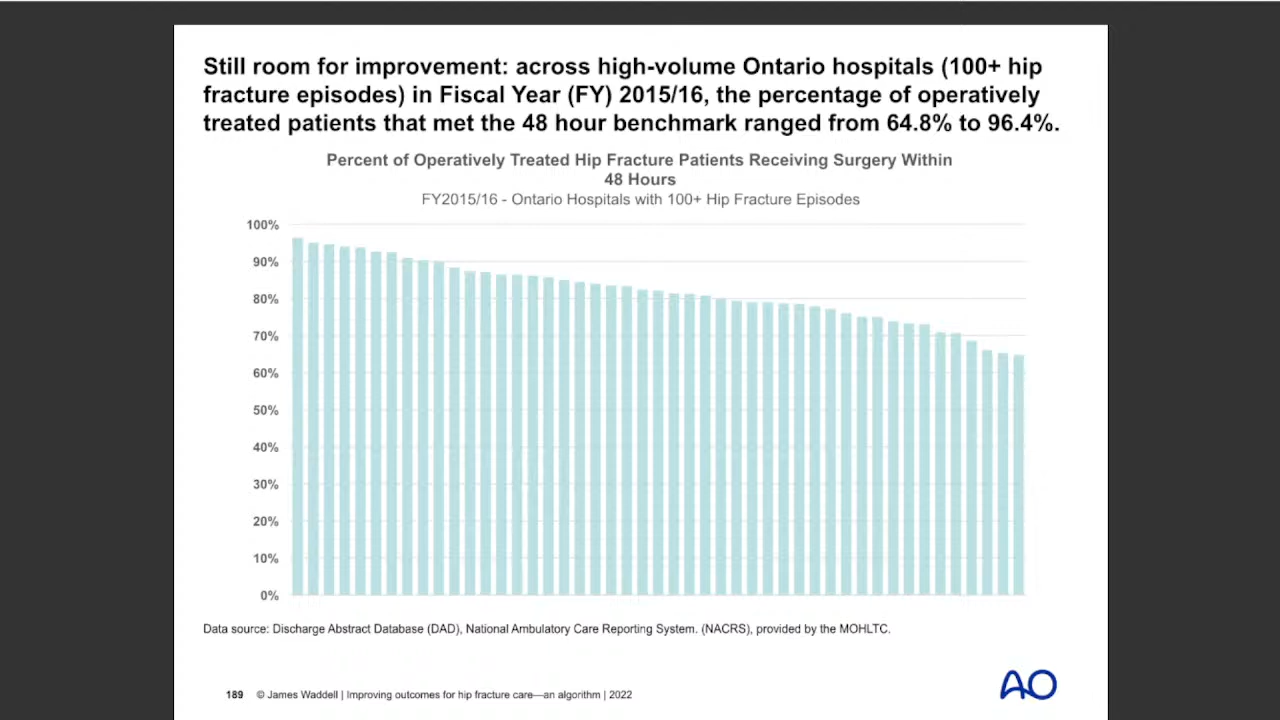 Still room for improvement: across high-volume Ontario hospitals (100+ hip
fracture episodes) in Fiscal Year (FY) 2015/16, the percentage of operatively
treated patients that met the 48 hour benchmark ranged from 64.8% to 96.4%.
Percent of Operatively Treated Hip Fracture Patients Receiving Surgery Within
48 Hours
FY2015/16 - Ontario Hospitals with 100+ Hip Fracture Episodes
100%
90%
80%
70%
60%
50%
40%
30%
20%
10%
0%
Data source: Discharge Abstract Database (DAD), National Ambulatory Care Reporting System. (NACRS), provided by the MOHLTC.
189 © James Waddell | Improving outcomes for hip fracture care—an algorithm | 2022
AO